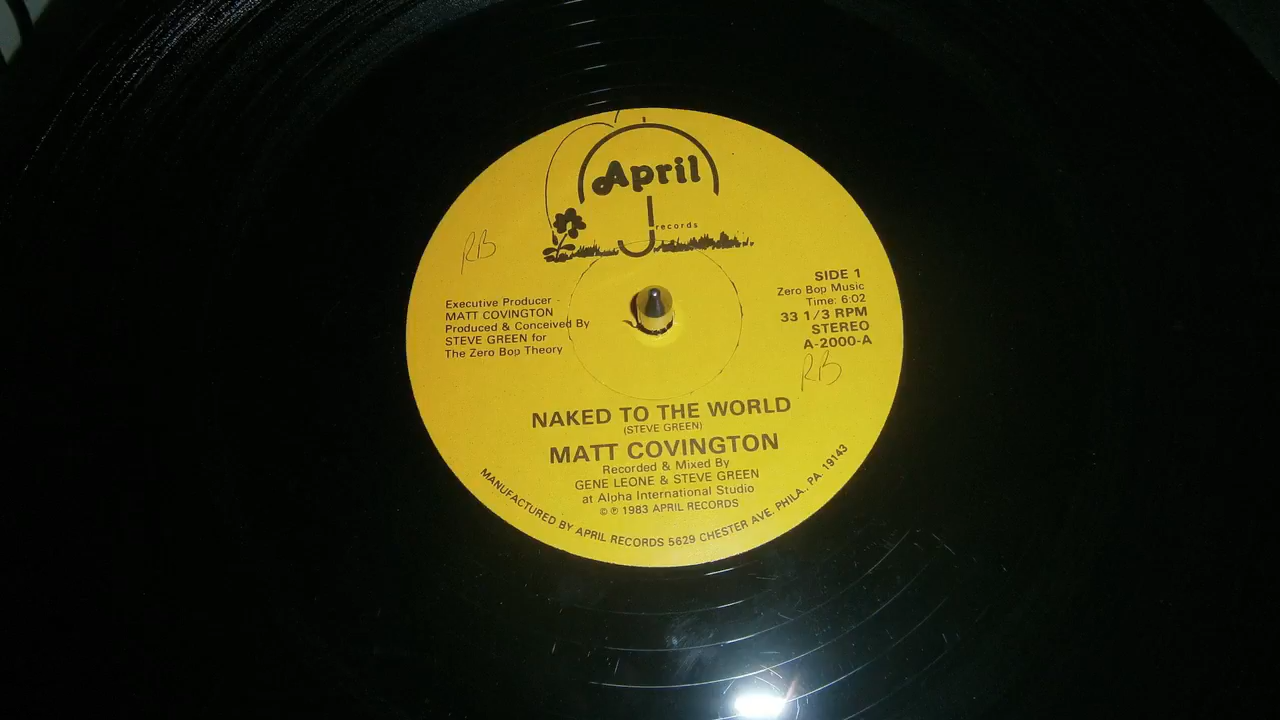 April
records
RB
Executive Producer -
MATT COVINGTON
Produced & Conceived By
STEVE GREEN for
The Zero Bop Theory
SIDE 1
Zero Bop Music
Time: 6:02
33 1/3 RPM
STEREO
A-2000-A
RB
NAKED TO THE WORLD
(STEVE GREEN)
MATT COVINGTON
Recorded & Mixed By
GENE LEONE & STEVE GREEN
at Alpha International Studio
© ℗ 1983 APRIL RECORDS
MANUFACTURED BY APRIL RECORDS 5629 CHESTER AVE. PHILA., PA. 19143